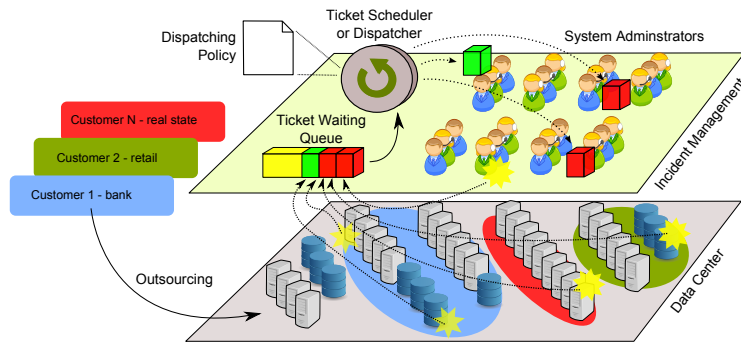 Ticket Scheduler
or Dispatcher
System Adminstrators
Dispatching
Policy
Customer N - real state
Ticket Waiting
Queue
Customer 2 - retail
Customer 1 - bank
Incident Management
Outsourcing
Data Center